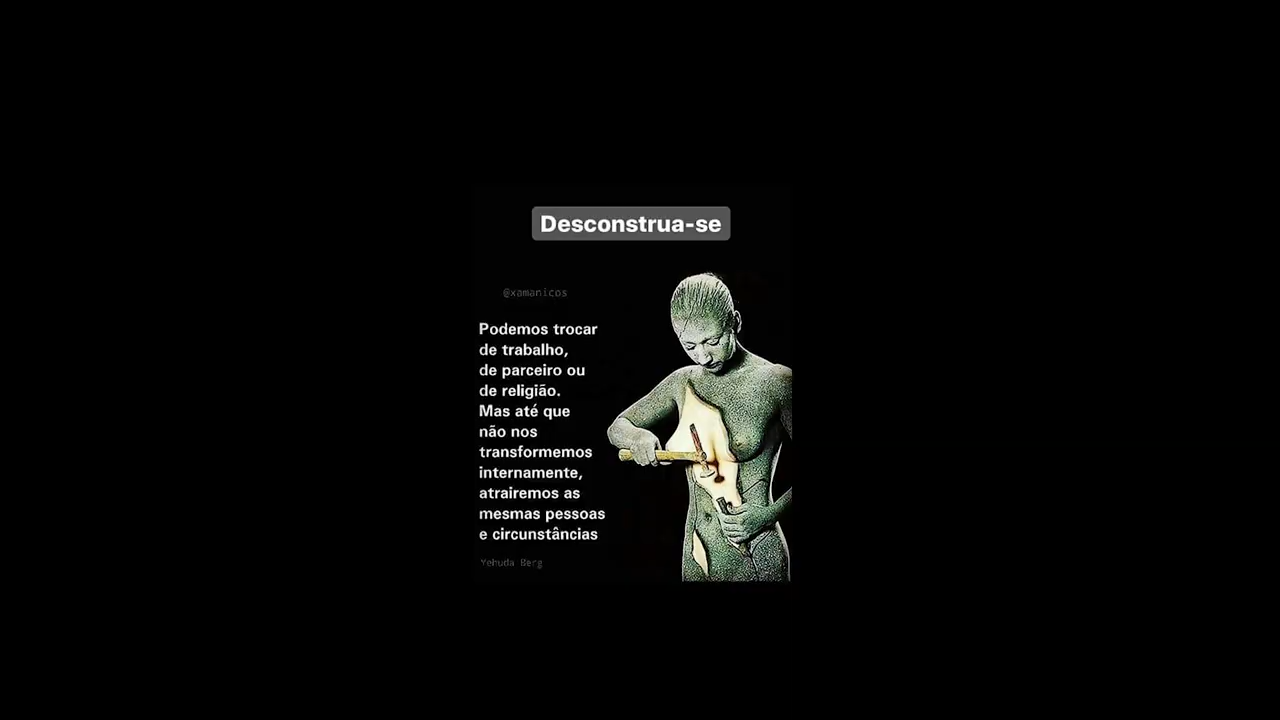 Desconstrua-se
@xamanicos
Podemos trocar
de trabalho,
de parceiro ou
de religião.
Mas até que
não nos
transformemos
internamente,
atrairemos as
mesmas pessoas
e circunstâncias
Yehuda Berg